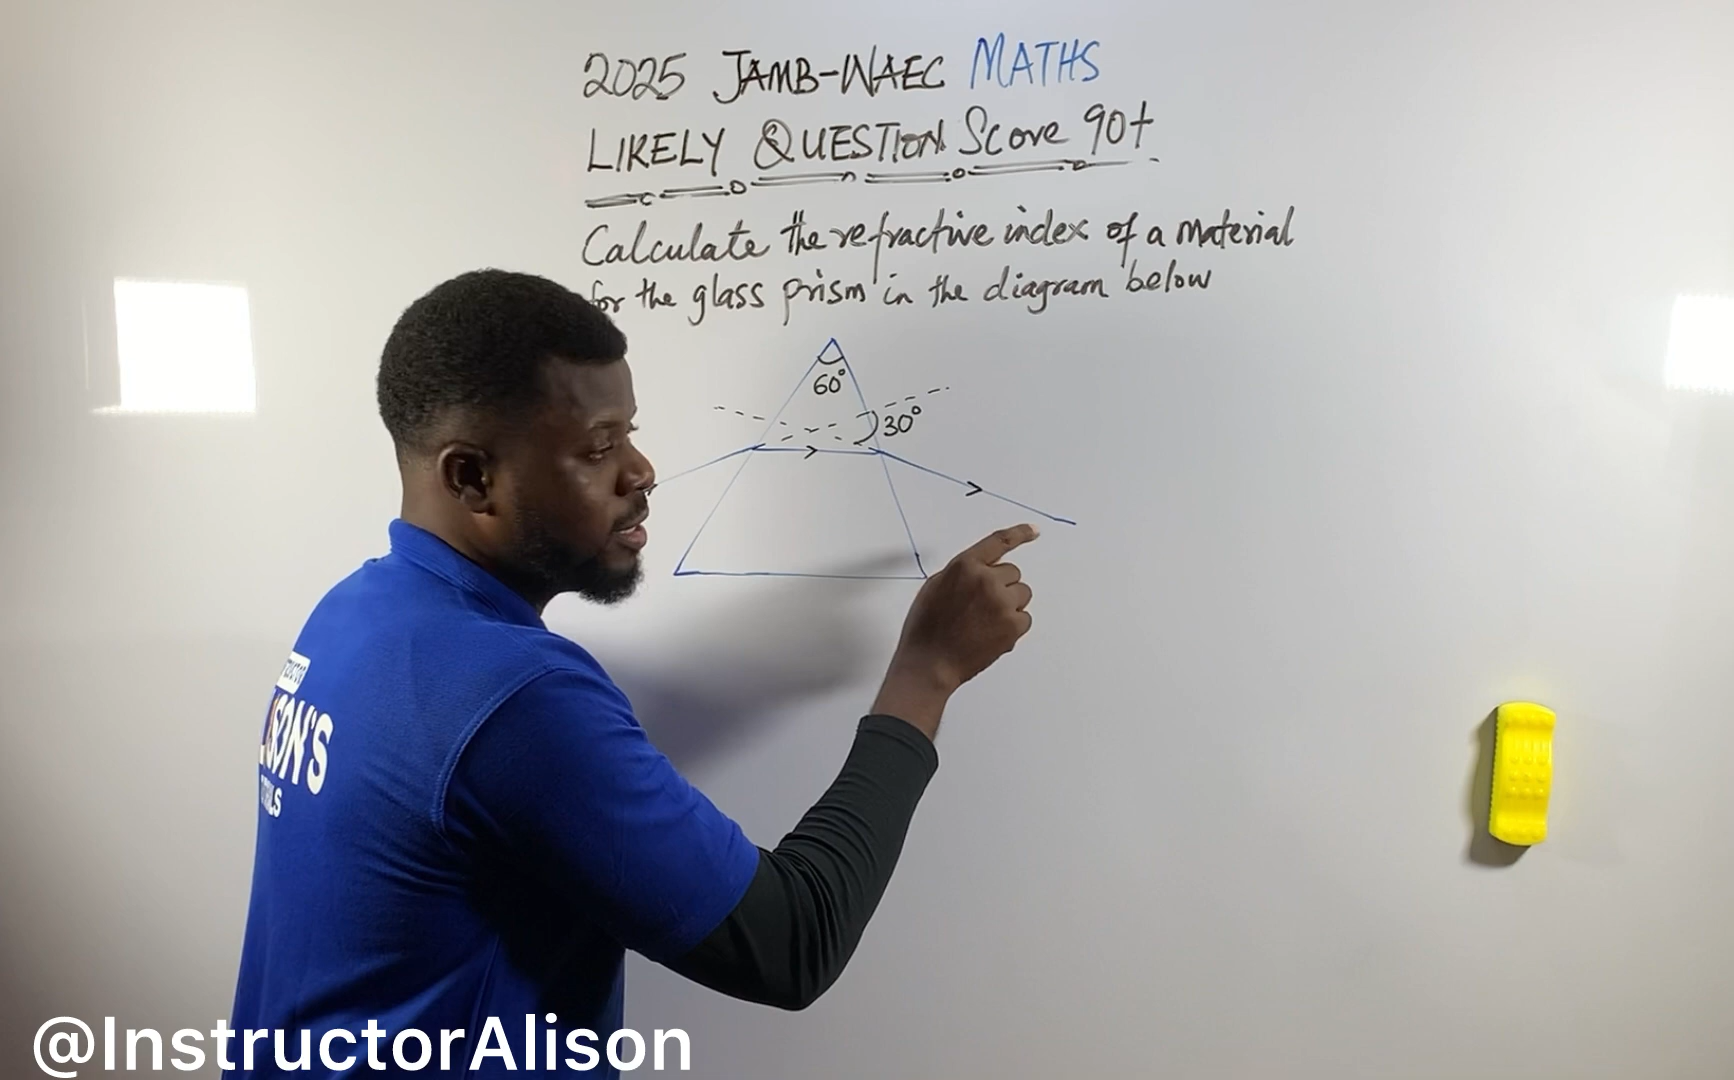 2025 JAMB-WAEC MATHS
LIKELY QUESTION Score 90+
Calculate the refractive index of a material
for the glass prism in the diagram below
60°
30°
SON'S
@InstructorAlison